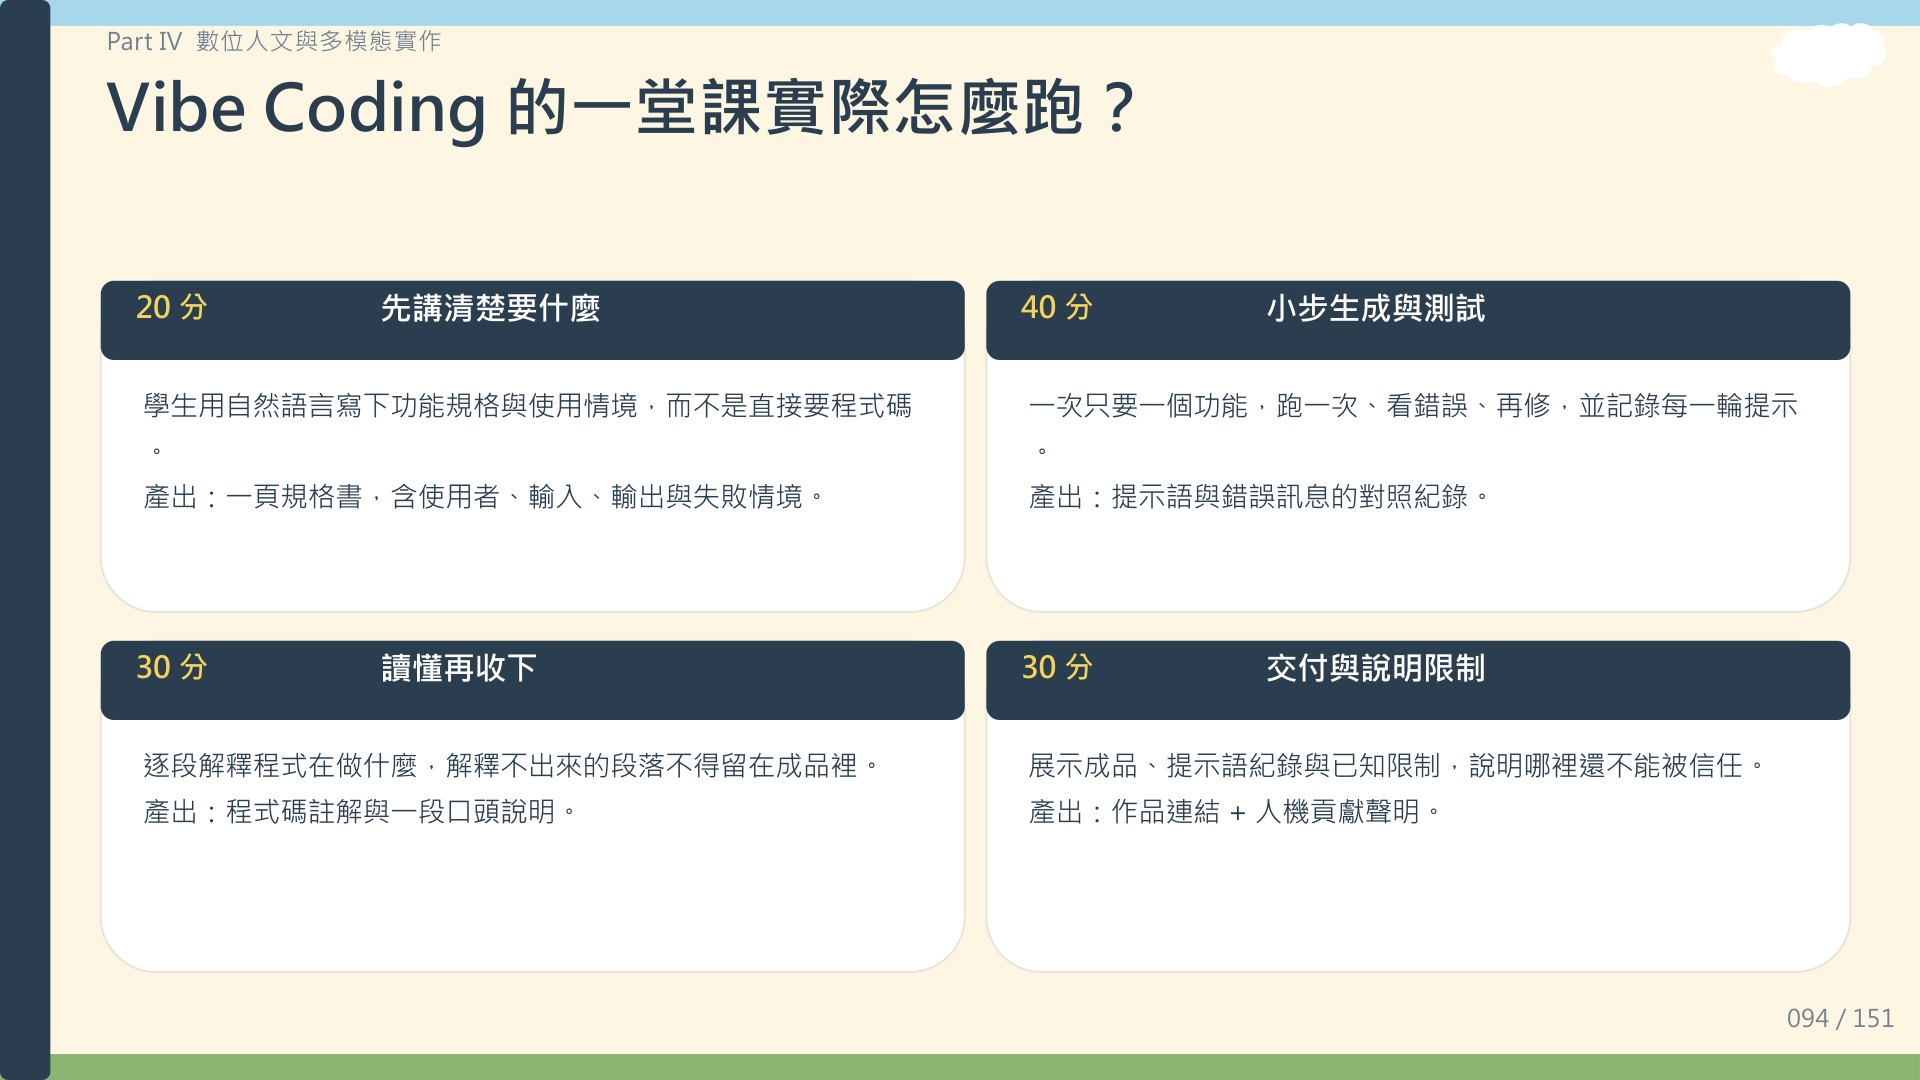 Part IV 數位人文與多模態實作
Vibe Coding 的一堂課實際怎麼跑？
20 分 先講清楚要什麼
學生用自然語言寫下功能規格與使用情境，而不是直接要程式碼
。
產出：一頁規格書，含使用者、輸入、輸出與失敗情境。
40 分 小步生成與測試
一次只要一個功能，跑一次、看錯誤、再修，並記錄每一輪提示
。
產出：提示語與錯誤訊息的對照紀錄。
30 分 讀懂再收下
逐段解釋程式在做什麼，解釋不出來的段落不得留在成品裡。
產出：程式碼註解與一段口頭說明。
30 分 交付與說明限制
展示成品、提示語紀錄與已知限制，說明哪裡還不能被信任。
產出：作品連結 + 人機貢獻聲明。
094 / 151